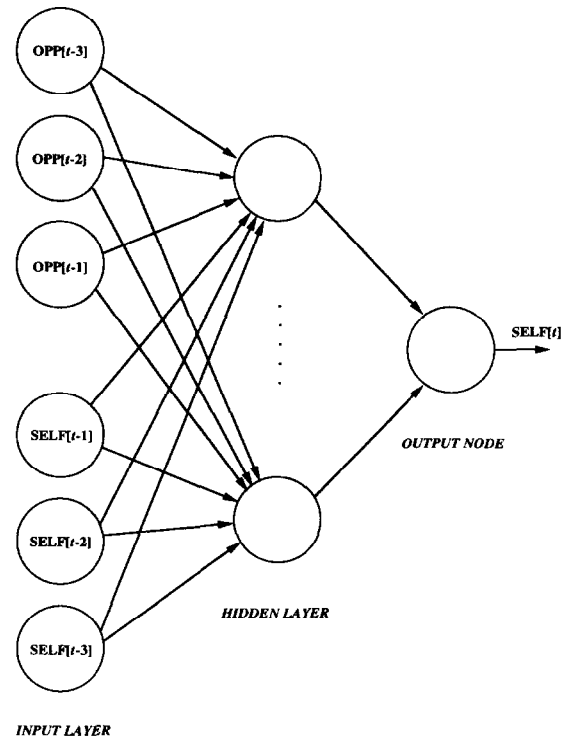 OPP[t-3]
OPP[t-2]
OPP[t-1]
SELF[t-1]
SELF[t-2]
SELF[t-3]
SELF[t]
OUTPUT NODE
HIDDEN LAYER
INPUT LAYER